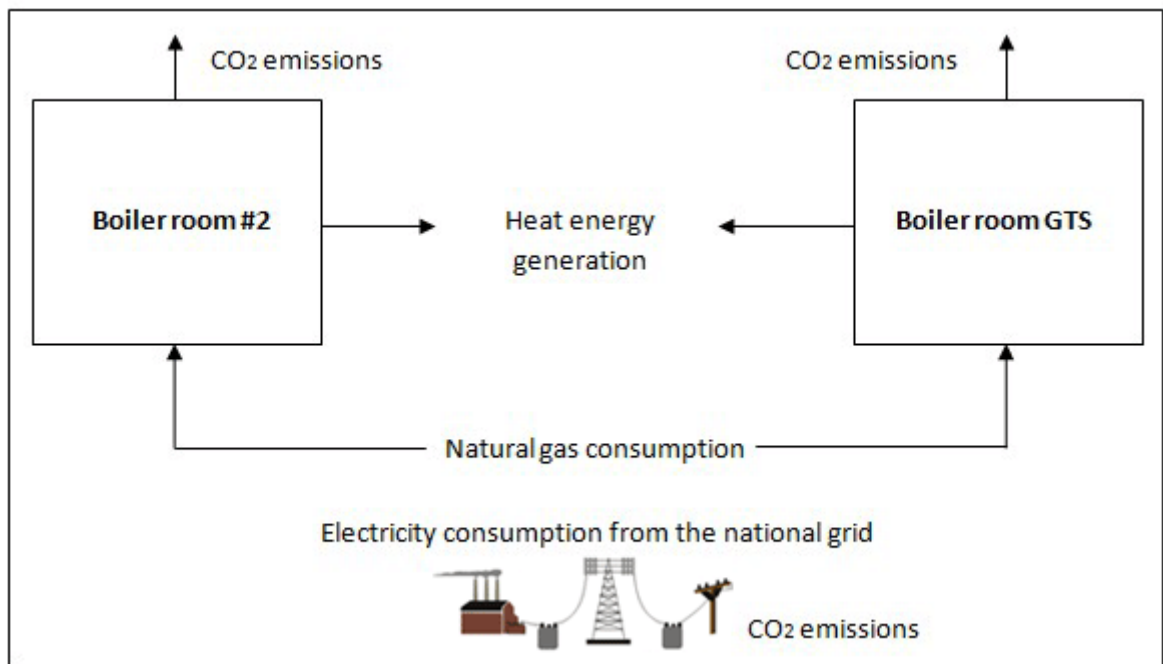 CO2 emissions
CO2 emissions
Boiler room #2
Heat energy
generation
Boiler room GTS
Natural gas consumption
Electricity consumption from the national grid
CO2 emissions